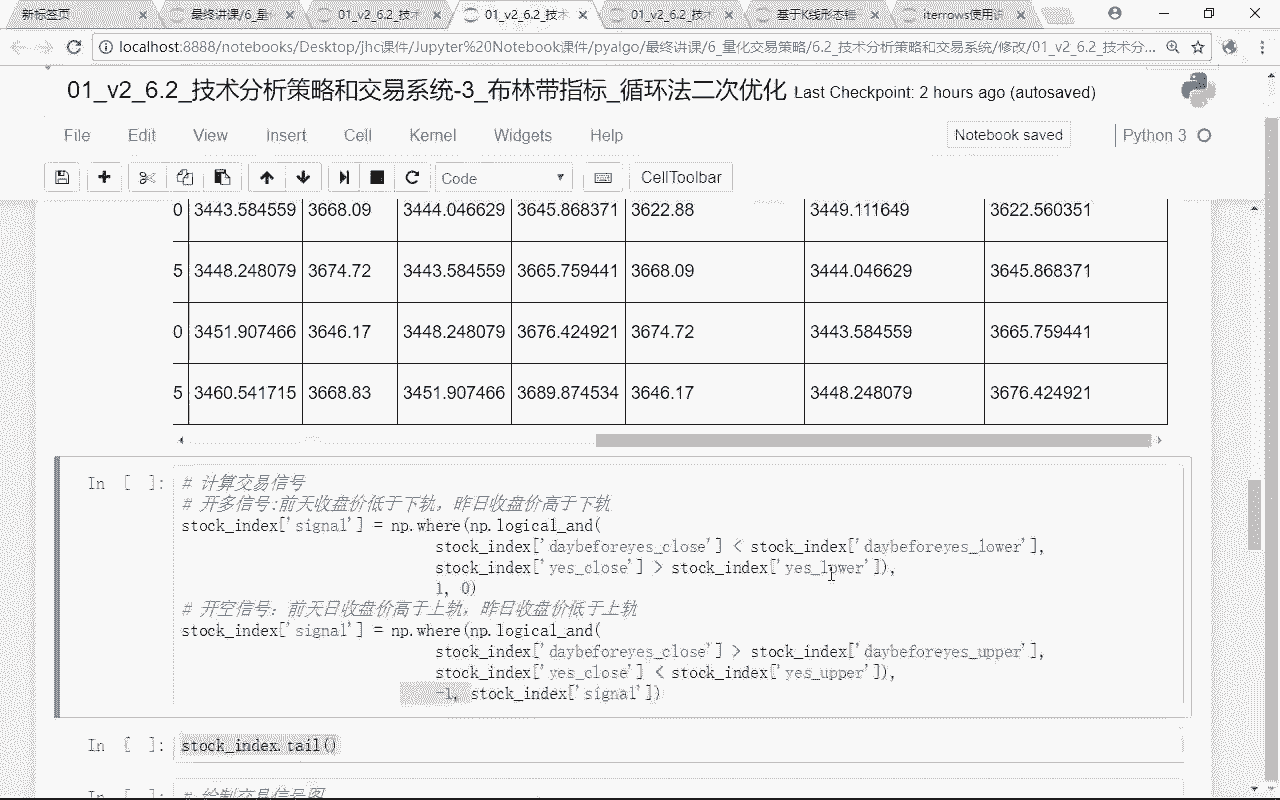 新标签页
最终讲课/6_量
01_v2_6.2_技术
01_v2_6.2_技术
01_v2_6.2_技术
基于K线形态
iterrows使用
localhost:8888/notebooks/Desktop/jhc课件/Jupyter%20Notebook课件/pyalgo/最终讲课/6_量化交易策略/6.2_技术分析策略和交易系统/修改/01_v2_6.2_技术分...
01_v2_6.2_技术分析策略和交易系统-3_布林带指标_循环法二次优化 Last Checkpoint: 2 hours ago (autosaved)
File Edit View Insert Cell Kernel Widgets Help Notebook saved Python 3
Code CellToolbar
0 3443.584559 3668.09 3444.046629 3645.868371 3622.88 3449.111649 3622.560351
5 3448.248079 3674.72 3443.584559 3665.759441 3668.09 3444.046629 3645.868371
0 3451.907466 3646.17 3448.248079 3676.424921 3674.72 3443.584559 3665.759441
5 3460.541715 3668.83 3451.907466 3689.874534 3646.17 3448.248079 3676.424921
In [ ]: # 计算交易信号
# 开多信号:前天收盘价低于下轨，昨日收盘价高于下轨
stock_index['signal'] = np.where(np.logical_and(
stock_index['daybeforeyes_close'] < stock_index['daybeforeyes_lower'],
stock_index['yes_close'] > stock_index['yes_lower']),
1, 0)
# 开空信号：前天日收盘价高于上轨，昨日收盘价低于上轨
stock_index['signal'] = np.where(np.logical_and(
stock_index['daybeforeyes_close'] > stock_index['daybeforeyes_upper'],
stock_index['yes_close'] < stock_index['yes_upper']),
-1, stock_index['signal'])
In [ ]: stock_index.tail()
In [ ]: # 绘制交易信号图